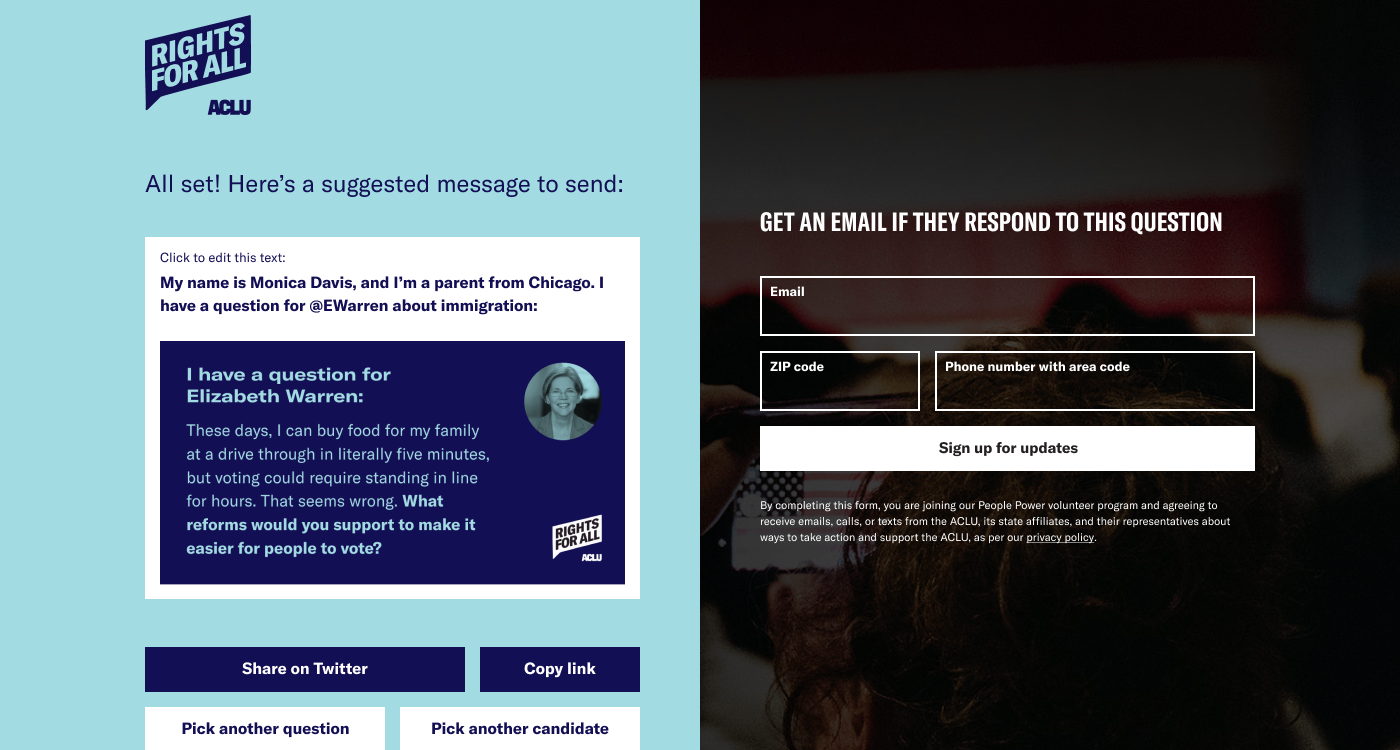 RIGHTS
FOR ALL
ACLU
All set! Here’s a suggested message to send:
Click to edit this text:
My name is Monica Davis, and I’m a parent from Chicago. I
have a question for @EWarren about immigration:
I have a question for
Elizabeth Warren:
These days, I can buy food for my family
at a drive through in literally five minutes,
but voting could require standing in line
for hours. That seems wrong. What
reforms would you support to make it
easier for people to vote?
RIGHTS
FOR ALL
ACLU
Share on Twitter
Copy link
Pick another question
Pick another candidate
GET AN EMAIL IF THEY RESPOND TO THIS QUESTION
Email
ZIP code
Phone number with area code
Sign up for updates
By completing this form, you are joining our People Power volunteer program and agreeing to
receive emails, calls, or texts from the ACLU, its state affiliates, and their representatives about
ways to take action and support the ACLU, as per our privacy policy.